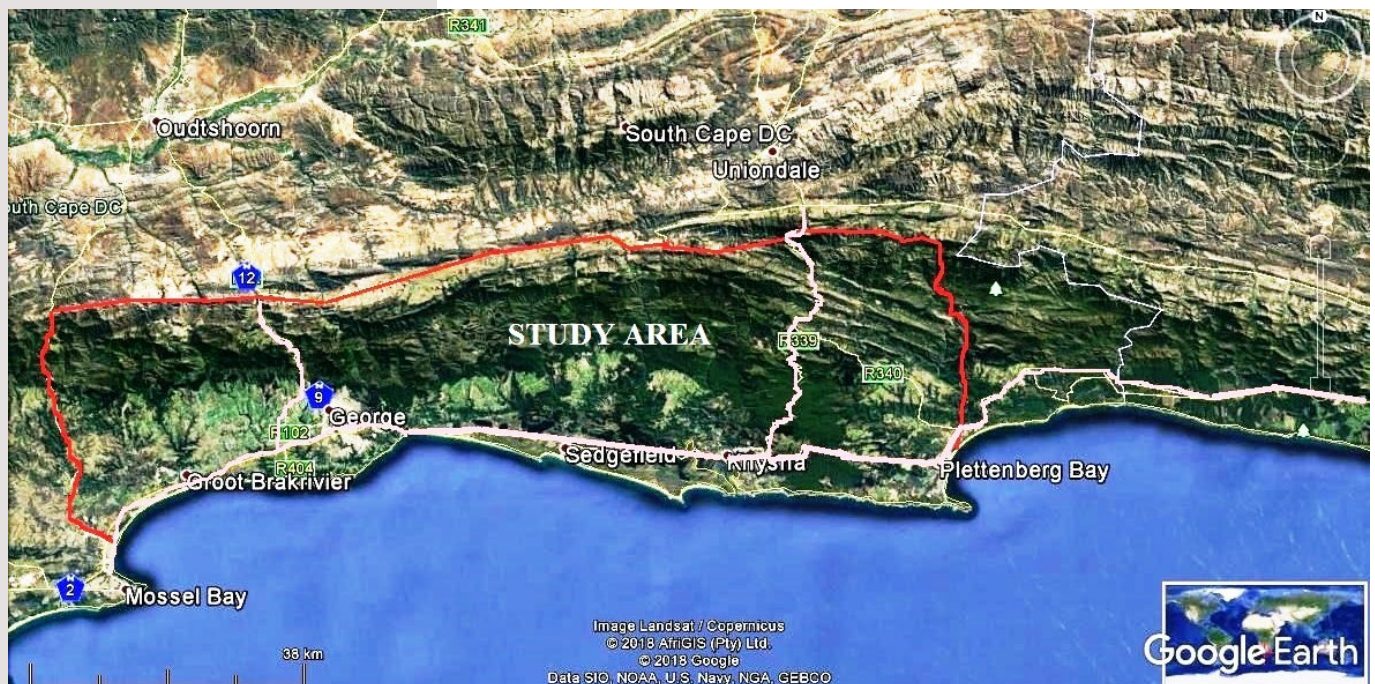 N
R341
Oudtshoorn
South Cape DC
Uniondale
outh Cape DC
12
STUDY AREA
R339
R340
N
9
George
R102
R404
Sedgefield
Knysna
Groot Brakrivier
Plettenberg Bay
N
2
Mossel Bay
38 km
Image Landsat / Copernicus
© 2018 AfriGIS (Pty) Ltd.
© 2018 Google
Data SIO, NOAA, U.S. Navy, NGA, GEBCO
Google Earth